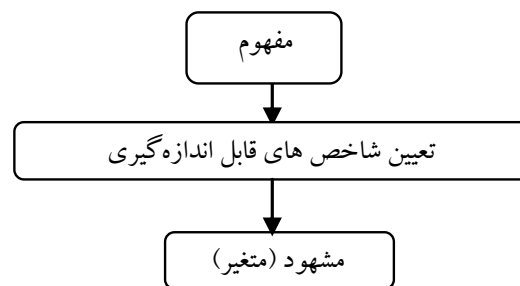 مفهوم
تعیین شاخص های قابل اندازه‌گیری
مشهود (متغیر)